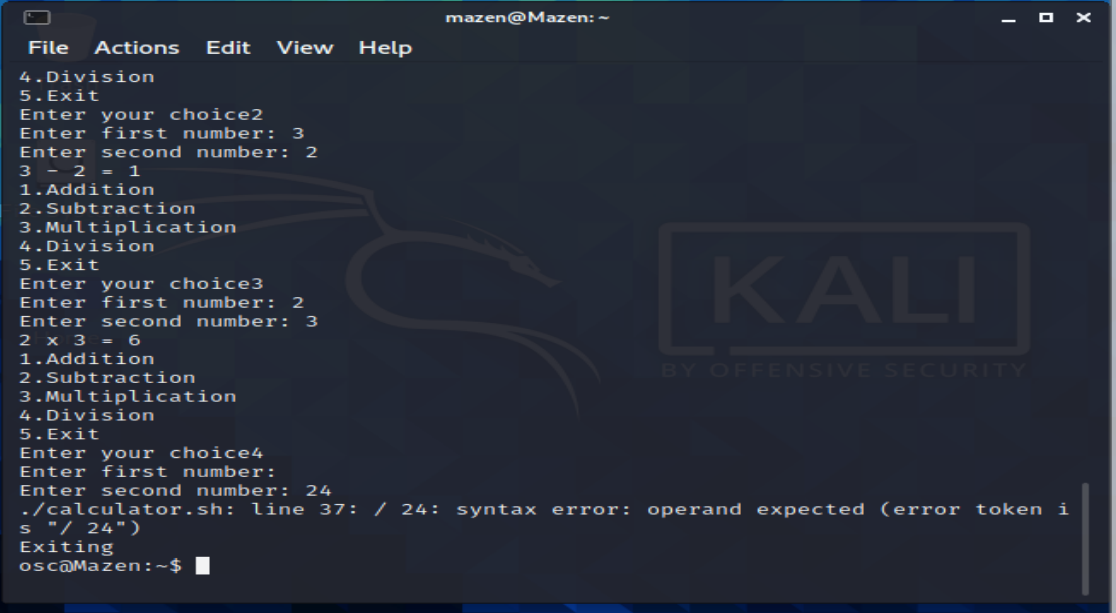 mazen@Mazen: ~
File Actions Edit View Help
4.Division
5.Exit
Enter your choice2
Enter first number: 3
Enter second number: 2
3 - 2 = 1
1.Addition
2.Subtraction
3.Multiplication
4.Division
5.Exit
Enter your choice3
Enter first number: 2
Enter second number: 3
2 x 3 = 6
1.Addition
2.Subtraction
3.Multiplication
4.Division
5.Exit
Enter your choice4
Enter first number:
Enter second number: 24
./calculator.sh: line 37: / 24: syntax error: operand expected (error token i
s "/ 24")
Exiting
osc@Mazen:~$
KALI
BY OFFENSIVE SECURITY